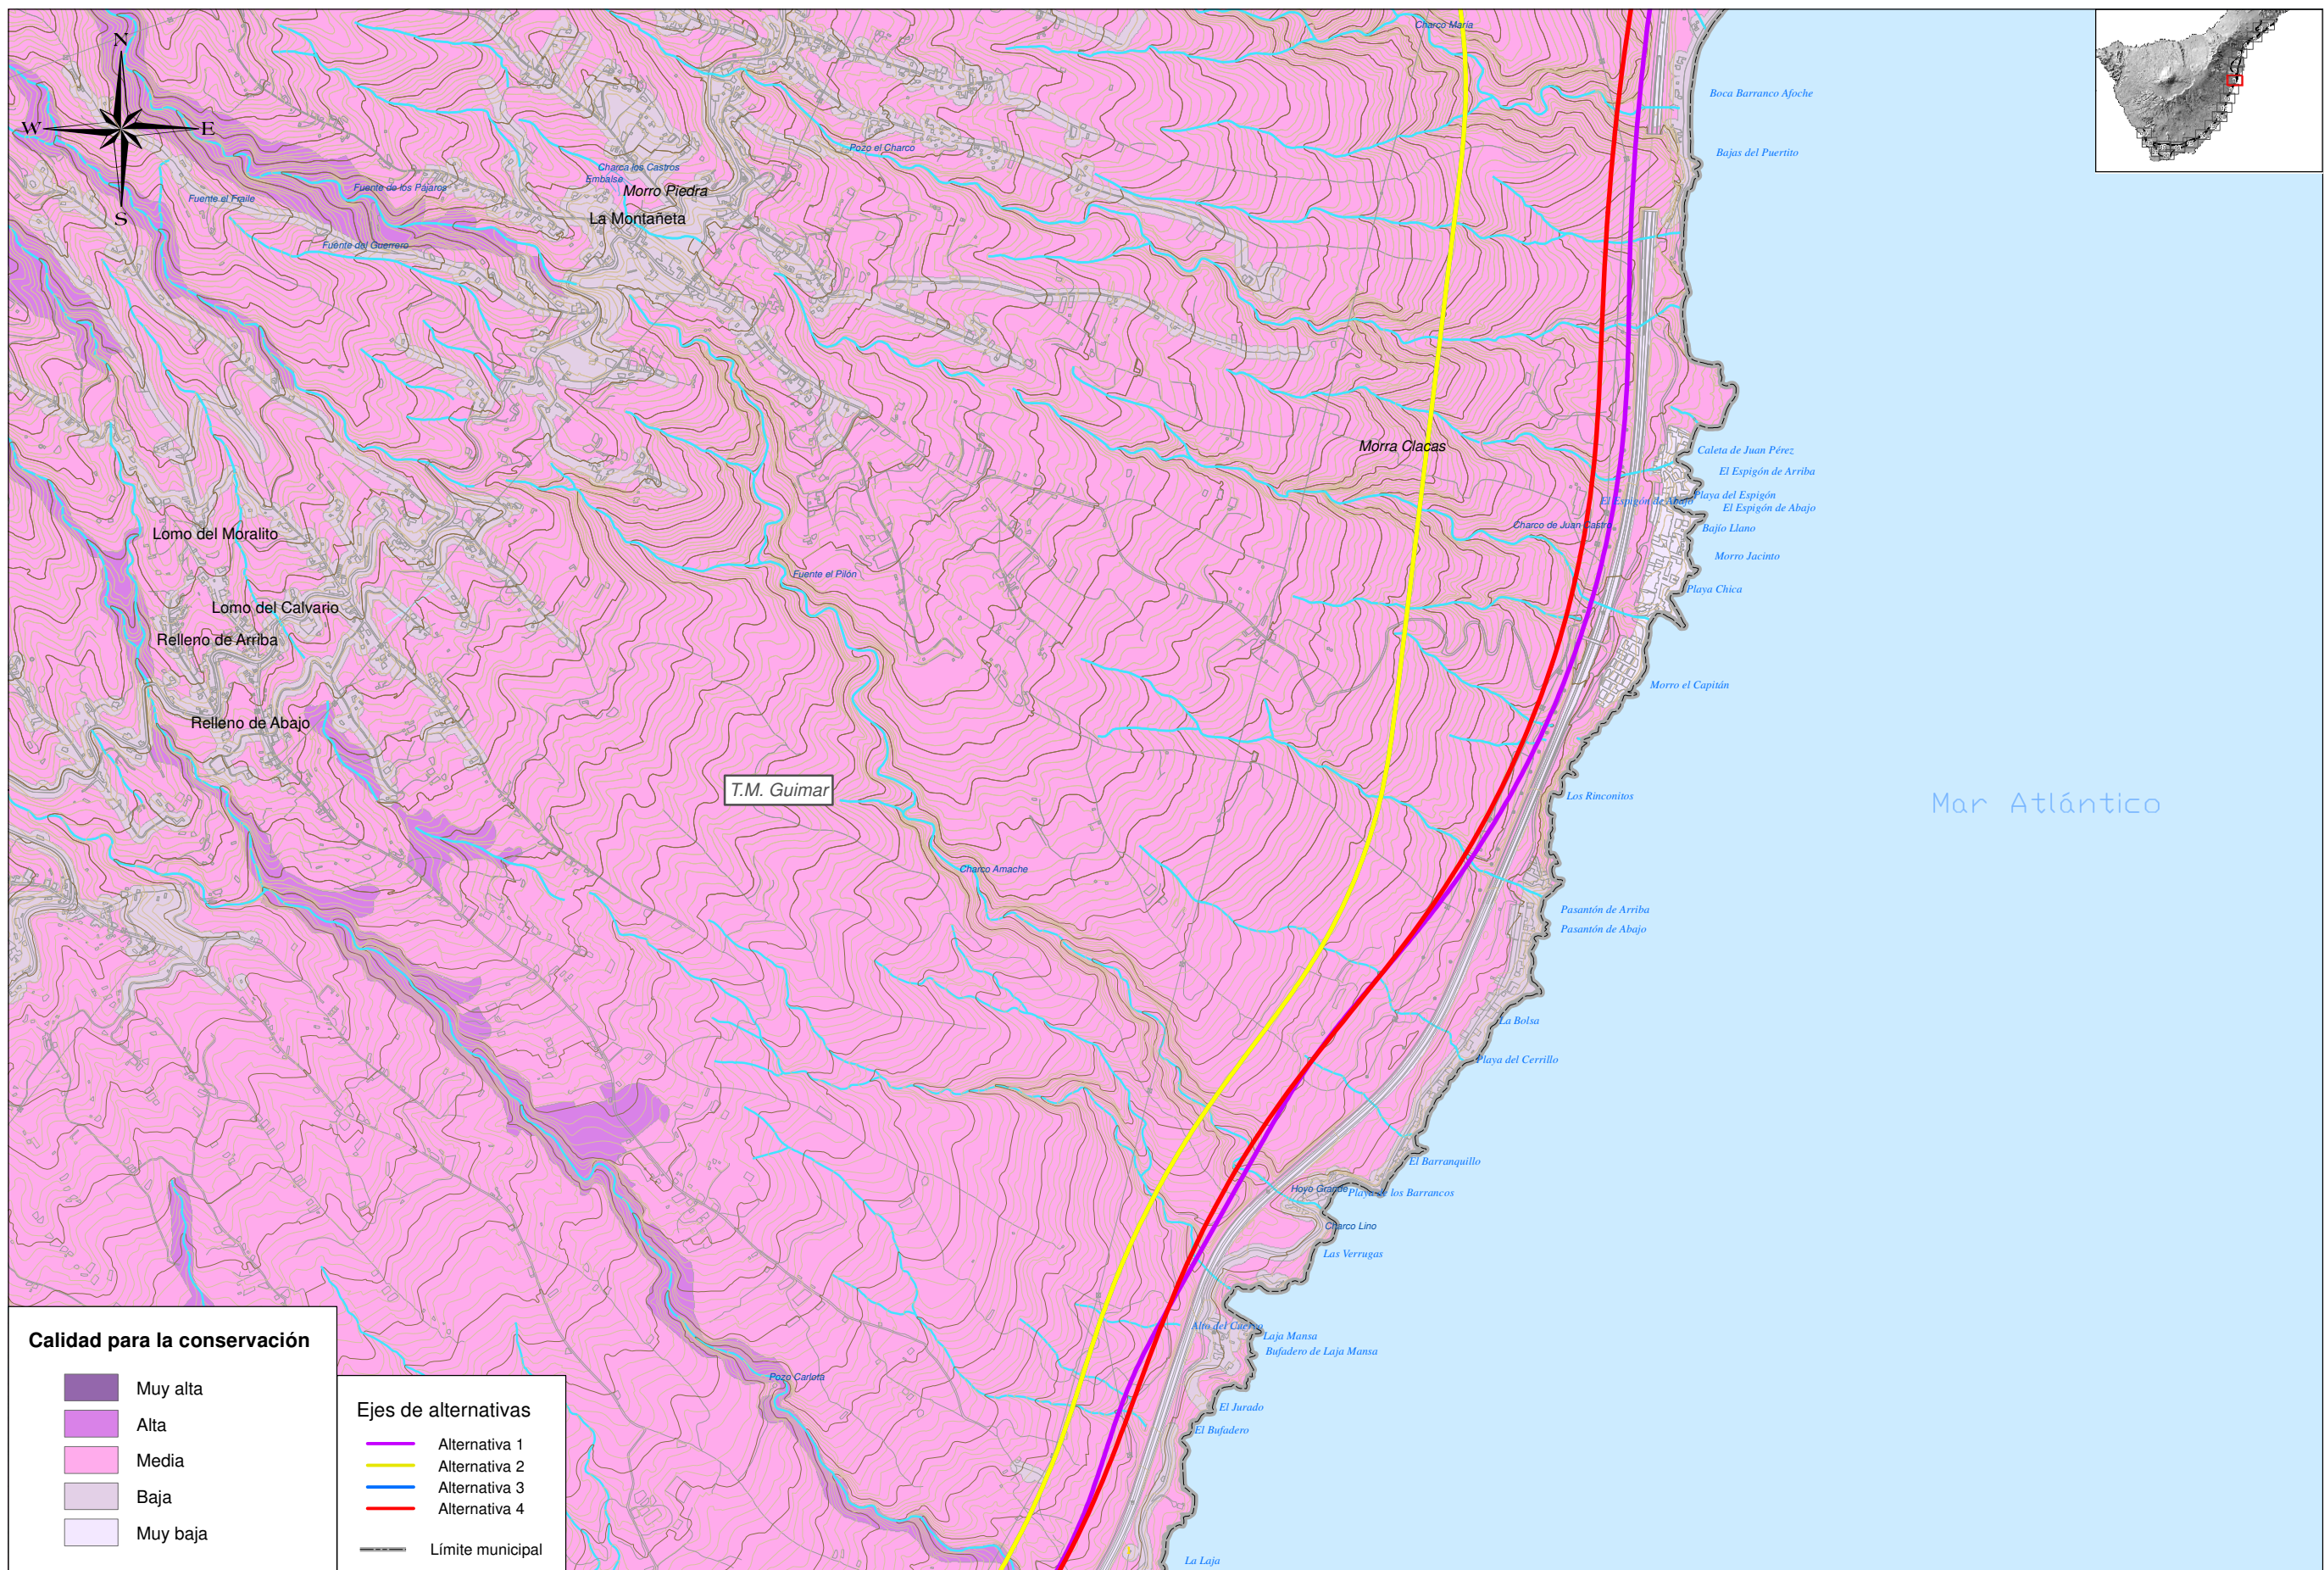 N
W
E
S
Charco María
Boca Barranco Afoche
Bajas del Puertito
Pozo el Charco
Charca los Castros
Embalse
Morro Piedra
La Montañeta
Fuente de los Pájaros
Fuente el Fraile
Fuente del Guerrero
Morra Clacas
Caleta de Juan Pérez
El Espigón de Arriba
Playa del Espigón
El Espigón de Abajo
El Espigón de Abajo
Charco de Juan Castro
Bajío Llano
Morro Jacinto
Playa Chica
Lomo del Moralito
Fuente el Pilón
Lomo del Calvario
Relleno de Arriba
Relleno de Abajo
Morro el Capitán
T.M. Guimar
Los Rinconitos
Mar Atlántico
Charco Amache
Pasantón de Arriba
Pasantón de Abajo
La Bolsa
Playa del Cerrillo
El Barranquillo
Hoyo Grande
Playa de los Barrancos
Charco Lino
Las Verrugas
Alto del Cuervo
Laja Mansa
Bufadero de Laja Mansa
Pozo Carlota
El Jurado
El Bufadero
La Laja
Calidad para la conservación
Muy alta
Alta
Media
Baja
Muy baja
Ejes de alternativas
Alternativa 1
Alternativa 2
Alternativa 3
Alternativa 4
Límite municipal